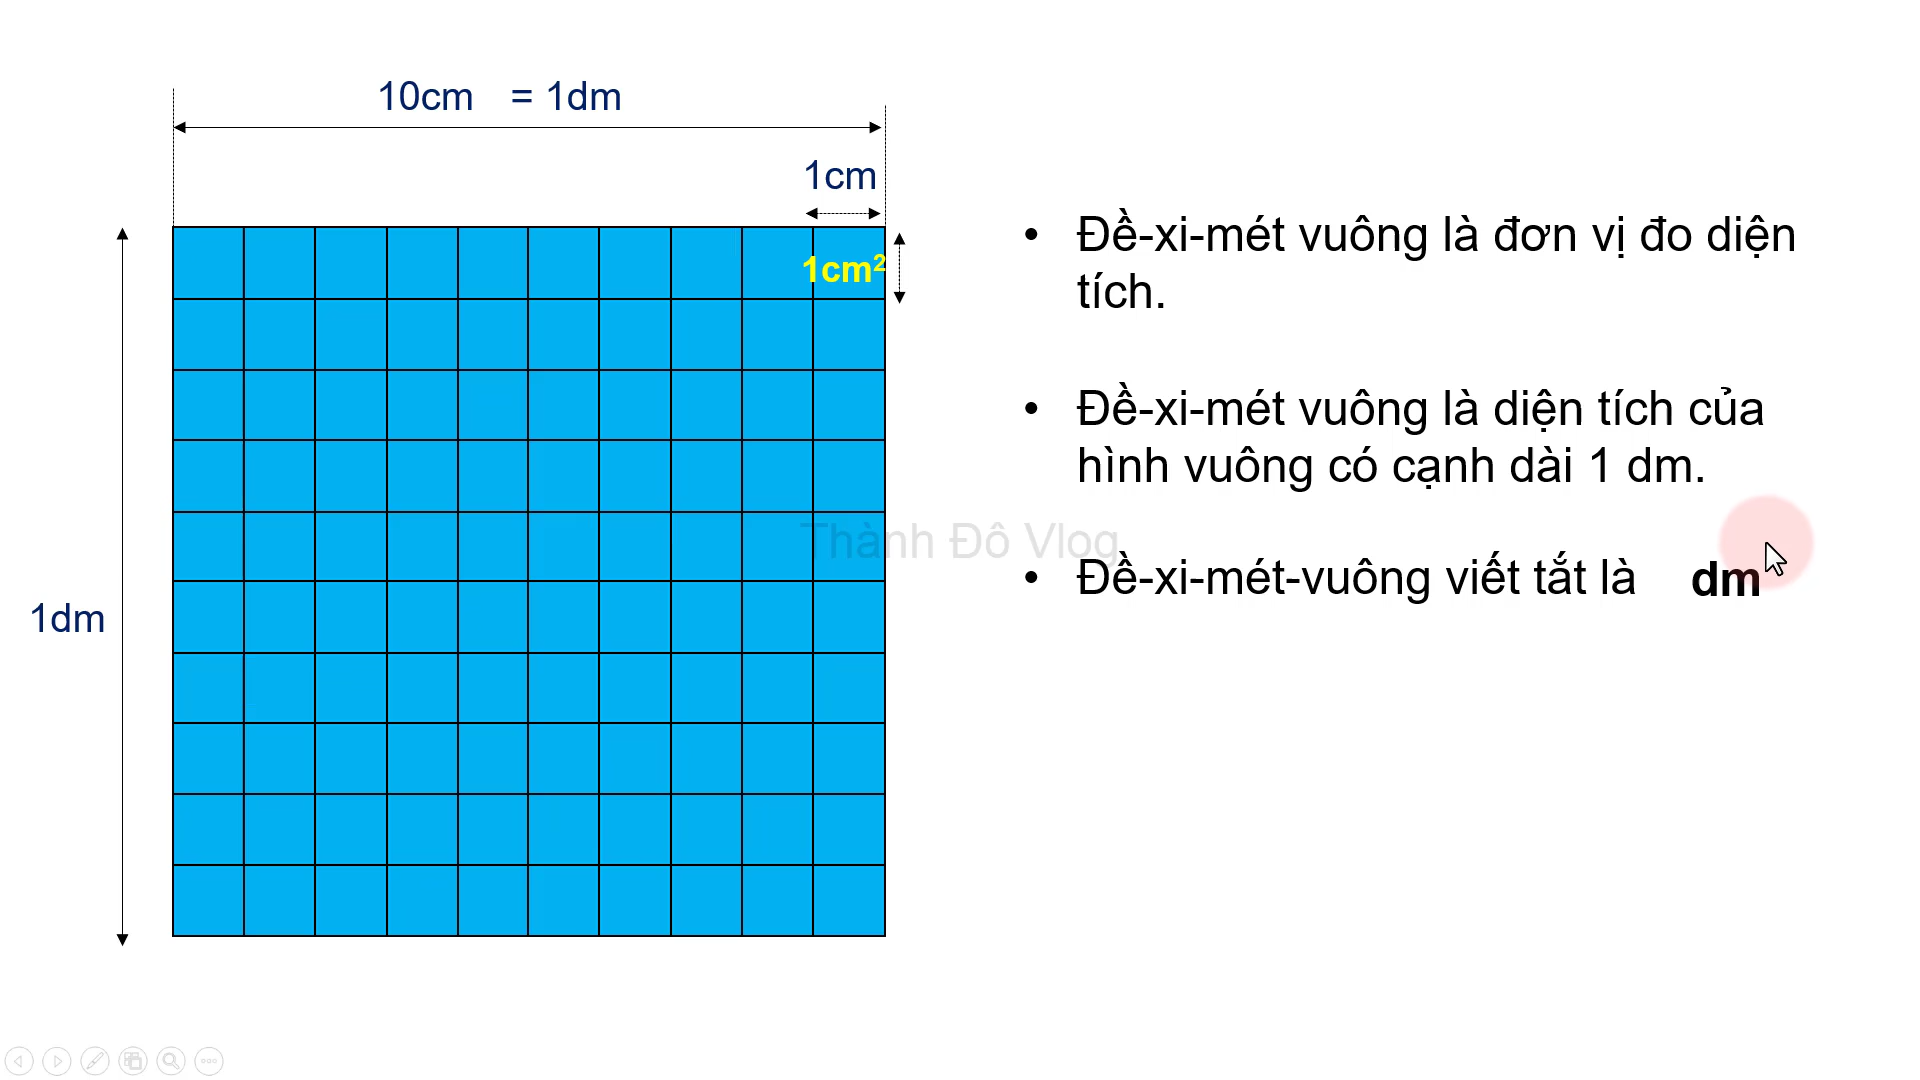 10cm = 1dm
1cm
1cm²
1dm
• Đề-xi-mét vuông là đơn vị đo diện
tích.
• Đề-xi-mét vuông là diện tích của
hình vuông có cạnh dài 1 dm.
Thành Đô Vlog
• Đề-xi-mét-vuông viết tắt là dm